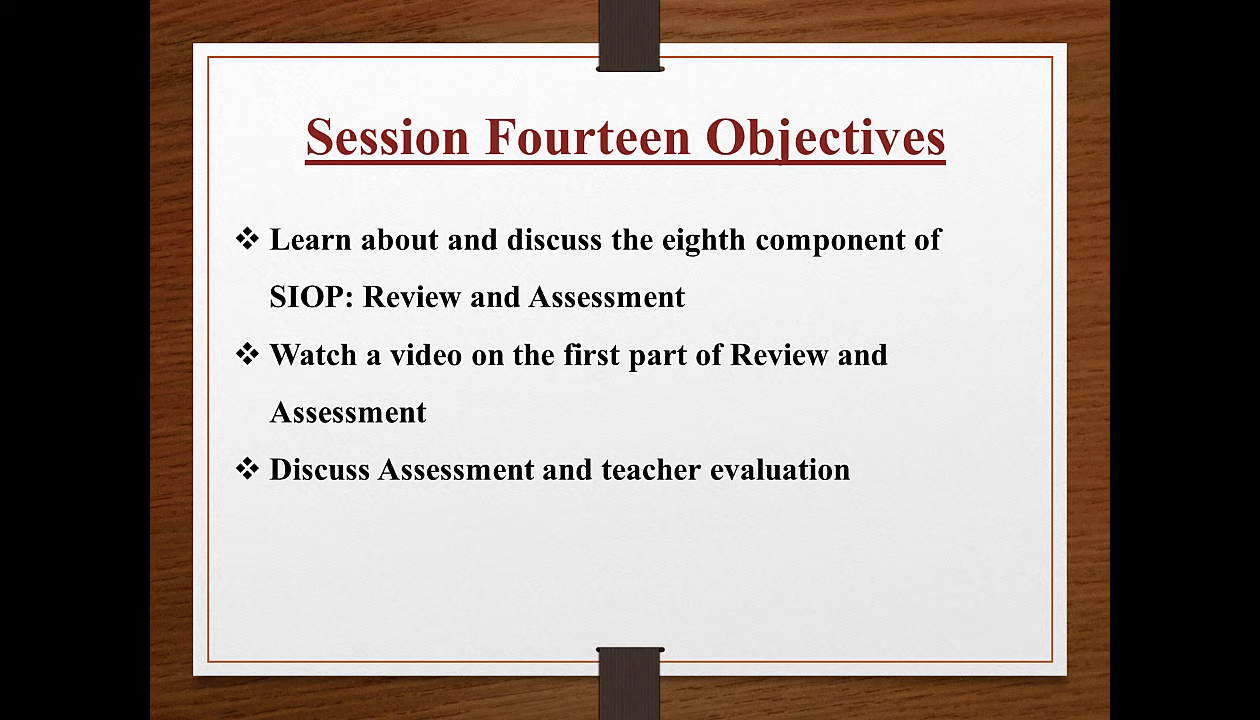 Session Fourteen Objectives
❖ Learn about and discuss the eighth component of
SIOP: Review and Assessment
❖ Watch a video on the first part of Review and
Assessment
❖ Discuss Assessment and teacher evaluation